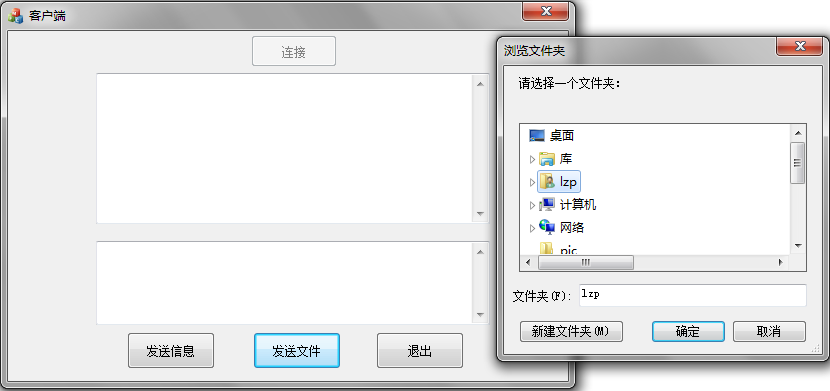 客户端
连接
发送信息
发送文件
退出
浏览文件夹
请选择一个文件夹：
桌面
库
lzp
计算机
网络
pic
文件夹(F):
lzp
新建文件夹(M)
确定
取消